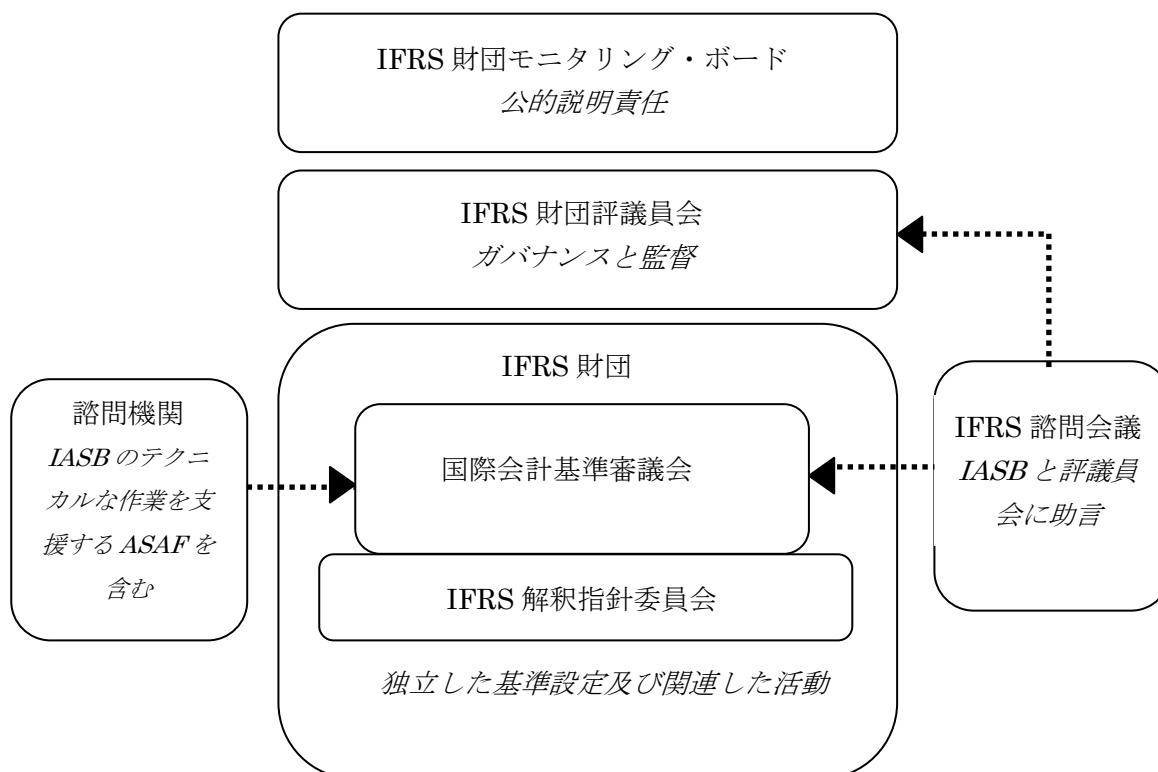 IFRS 財団モニタリング・ボード
公的説明責任
IFRS 財団評議員会
ガバナンスと監督
IFRS 財団
諮問機関
IASB のテクニ
カルな作業を支
援する ASAF を
含む
国際会計基準審議会
IFRS 諮問会議
IASB と評議員
会に助言
IFRS 解釈指針委員会
独立した基準設定及び関連した活動